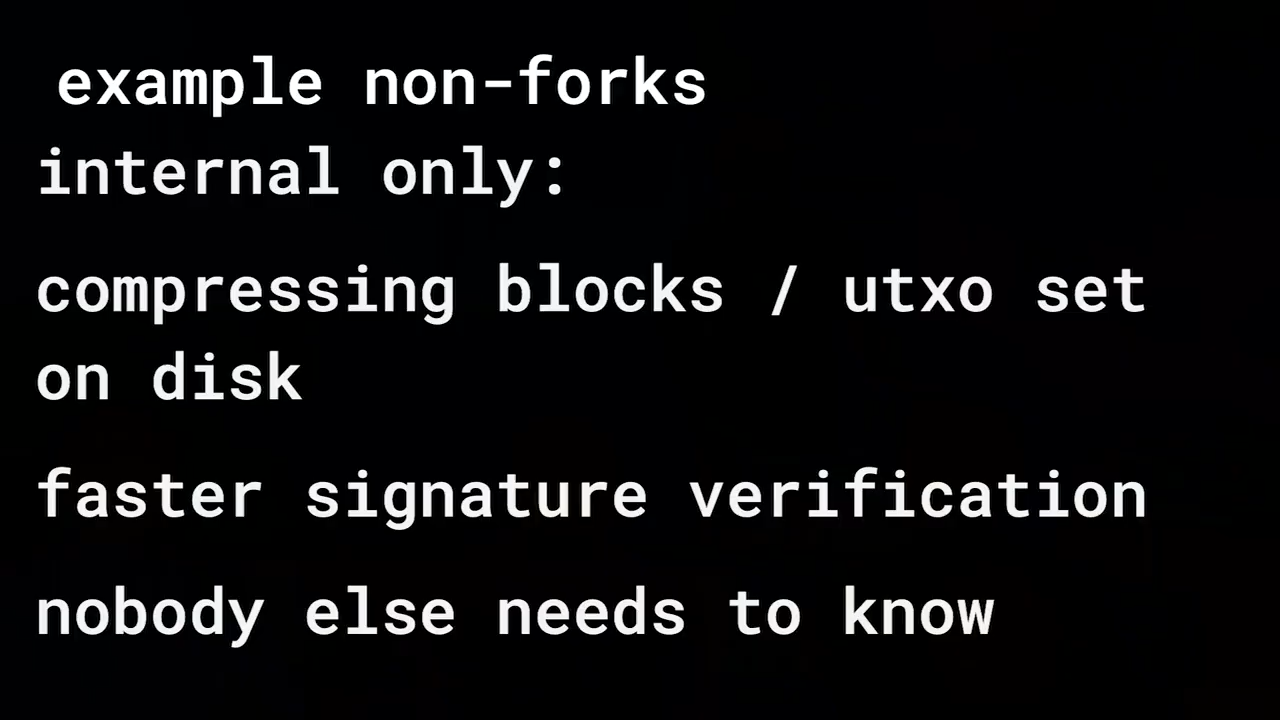 example non-forks
internal only:
compressing blocks / utxo set
on disk
faster signature verification
nobody else needs to know